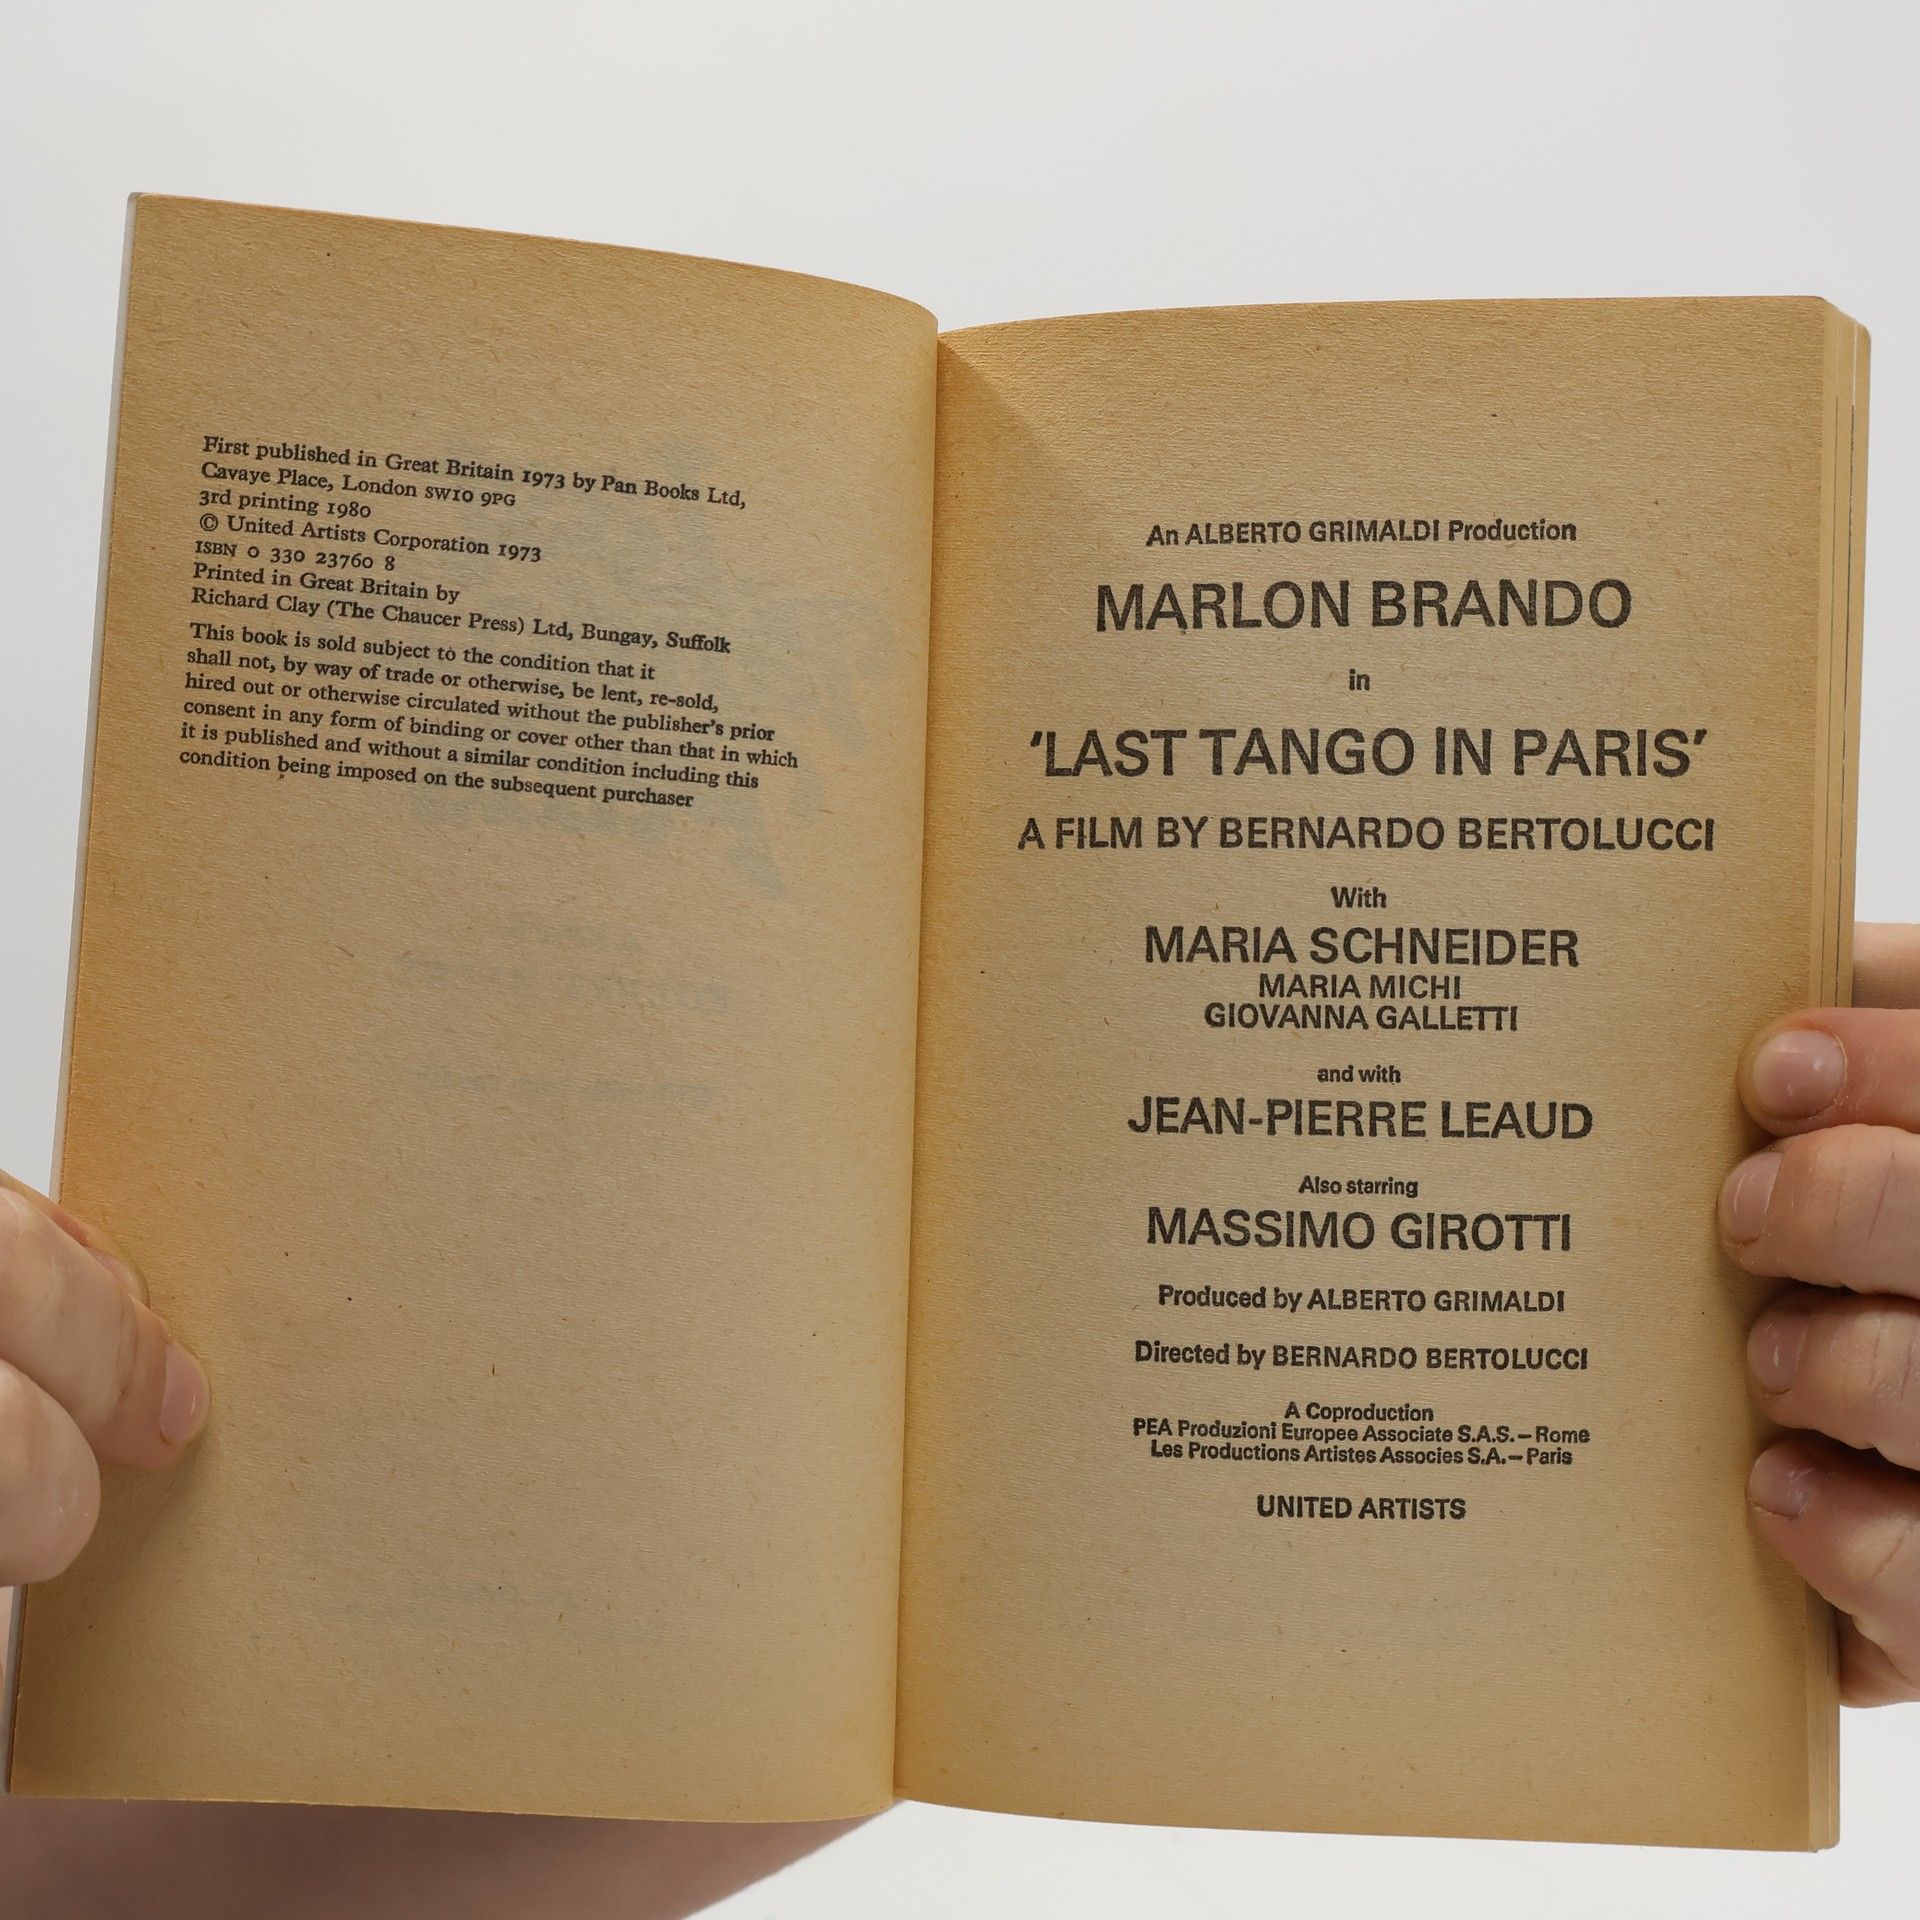 First published in Great Britain 1973 by Pan Books Ltd,
Cavaye Place, London SW10 9PG
3rd printing 1980
© United Artists Corporation 1973
ISBN 0 330 23760 8
Printed in Great Britain by
Richard Clay (The Chaucer Press) Ltd, Bungay, Suffolk
This book is sold subject to the condition that it
shall not, by way of trade or otherwise, be lent, re-sold,
hired out or otherwise circulated without the publisher's prior
consent in any form of binding or cover other than that in which
it is published and without a similar condition including this
condition being imposed on the subsequent purchaser
An ALBERTO GRIMALDI Production
MARLON BRANDO
in
'LAST TANGO IN PARIS'
A FILM BY BERNARDO BERTOLUCCI
With
MARIA SCHNEIDER
MARIA MICHI
GIOVANNA GALLETTI
and with
JEAN-PIERRE LEAUD
Also starring
MASSIMO GIROTTI
Produced by ALBERTO GRIMALDI
Directed by BERNARDO BERTOLUCCI
A Coproduction
PEA Produzioni Europee Associate S.A.S. – Rome
Les Productions Artistes Associes S.A. – Paris
UNITED ARTISTS